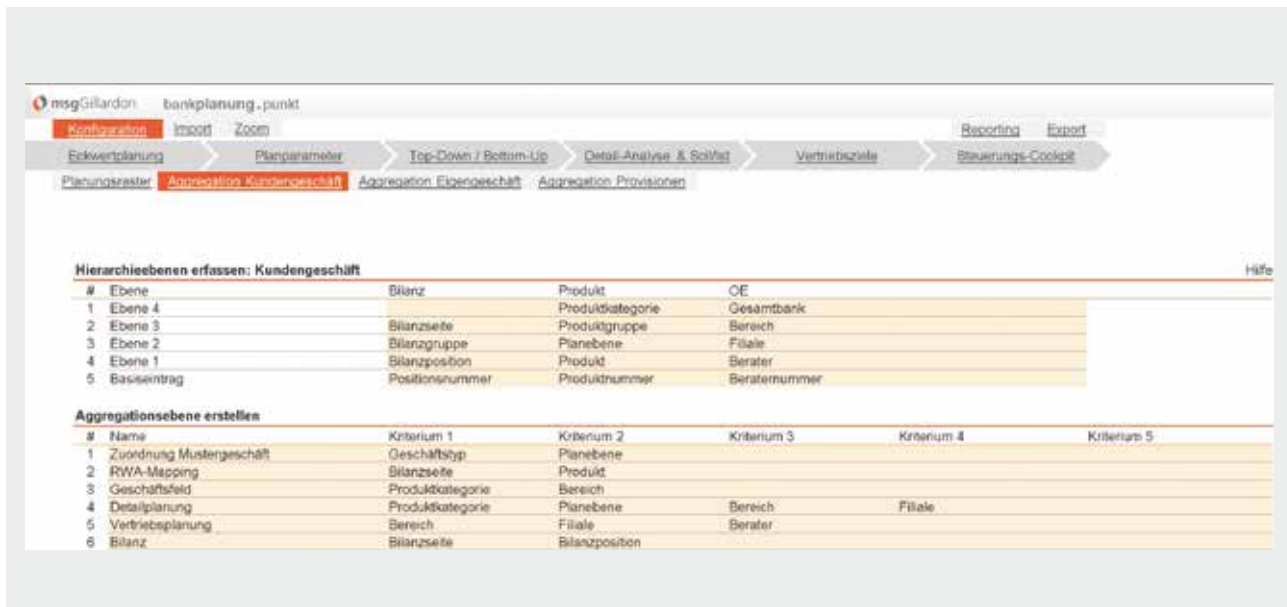 msgGillardon bankplanung.punkt
Konfiguration Import Zoom Reporting Export
Eckwertplanung Planparameter Top-Down / Bottom-Up Detail-Analyse & Soll/Ist Vertriebsziele Steuerungs-Cockpit
Planungsraster Aggregation Kundengeschäft Aggregation Eigengeschäft Aggregation Provisionen
Hierarchieebenen erfassen: Kundengeschäft Hilfe
# Ebene Bilanz Produkt OE
1 Ebene 4 Produktkategorie Gesamtbank
2 Ebene 3 Bilanzseite Produktgruppe Bereich
3 Ebene 2 Bilanzgruppe Planebene Filiale
4 Ebene 1 Bilanzposition Produkt Berater
5 Basiseintrag Positionsnummer Produktnummer Beraternummer
Aggregationsebene erstellen
# Name Kriterium 1 Kriterium 2 Kriterium 3 Kriterium 4 Kriterium 5
1 Zuordnung Mustergeschäft Geschäftstyp Planebene
2 RWA-Mapping Bilanzseite Produkt
3 Geschäftsfeld Produktkategorie Bereich
4 Detailplanung Produktkategorie Planebene Bereich Filiale
5 Vertriebsplanung Bereich Filiale Berater
6 Bilanz Bilanzseite Bilanzposition